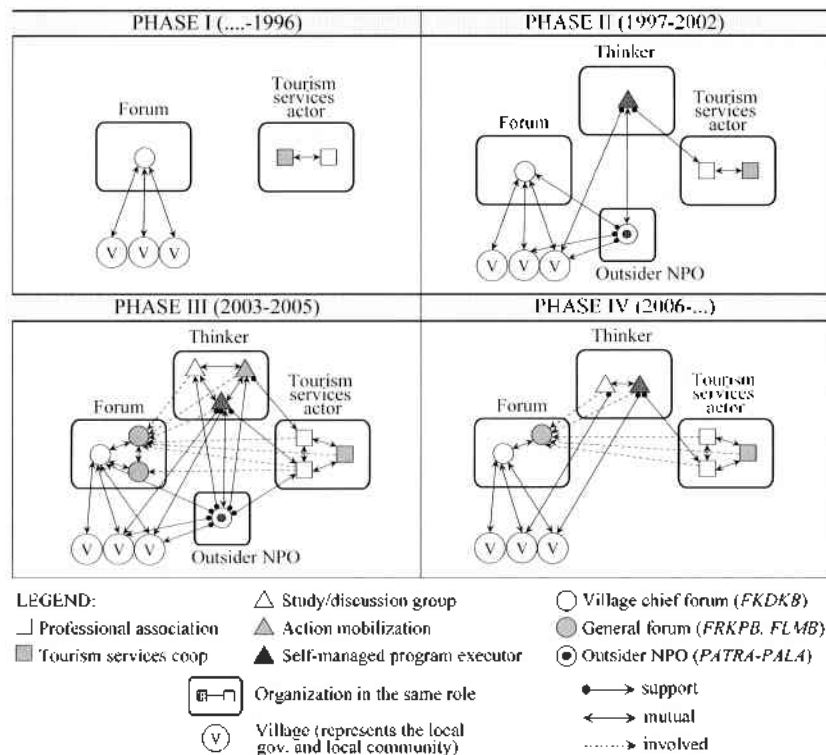 PHASE I (....-1996)
PHASE II (1997-2002)
Forum
Tourism
services
actor
V V V
Thinker
Forum
Tourism
services
actor
V V V
Outsider NPO
PHASE III (2003-2005)
PHASE IV (2006-...)
Thinker
Forum
Tourism
services
actor
V V V
Outsider NPO
Thinker
Forum
Tourism
services
actor
V V V
LEGEND:
Professional association
Tourism services coop
Study/discussion group
Action mobilization
Self-managed program executor
Village chief forum (FKDKB)
General forum (FRKPB, FLMB)
Outsider NPO (PATRA-PALA)
Organization in the same role
V
Village (represents the local
gov. and local community)
support
mutual
involved